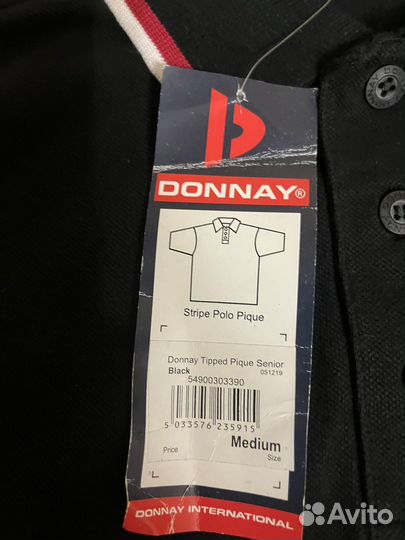 DONNAY®
Stripe Polo Pique
Donnay Tipped Pique Senior
Black 051219
54900303390
5 033576 235915
Price Medium
Size
DONNAY INTERNATIONAL
Avito